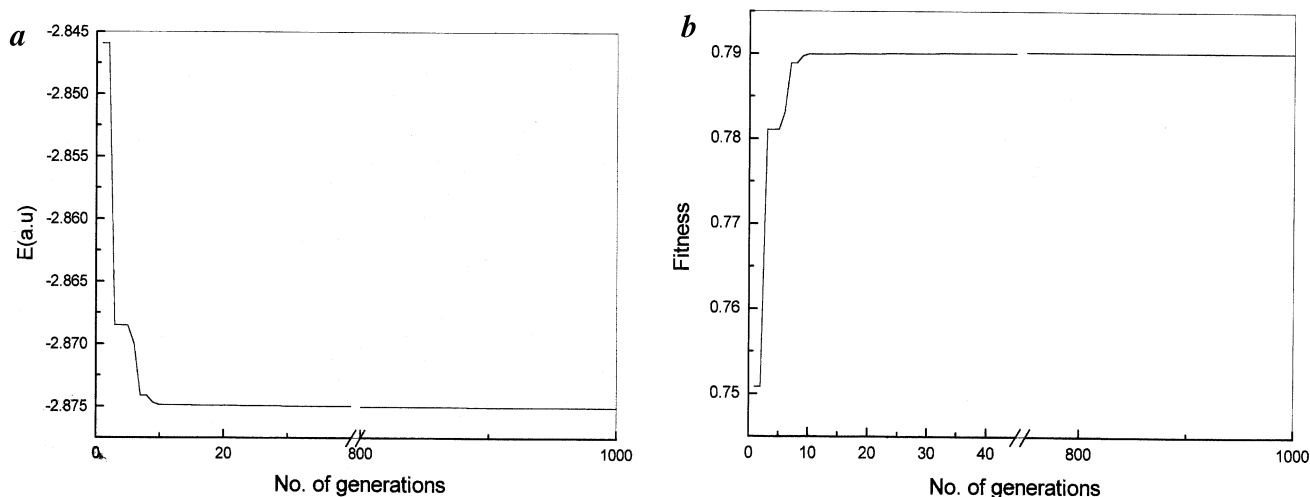 a
-2.845
-2.850
-2.855
-2.860
-2.865
-2.870
-2.875
E(a.u)
0 20 800 1000
No. of generations
b
0.79
0.78
0.77
0.76
0.75
Fitness
0 10 20 30 40 800 1000
No. of generations